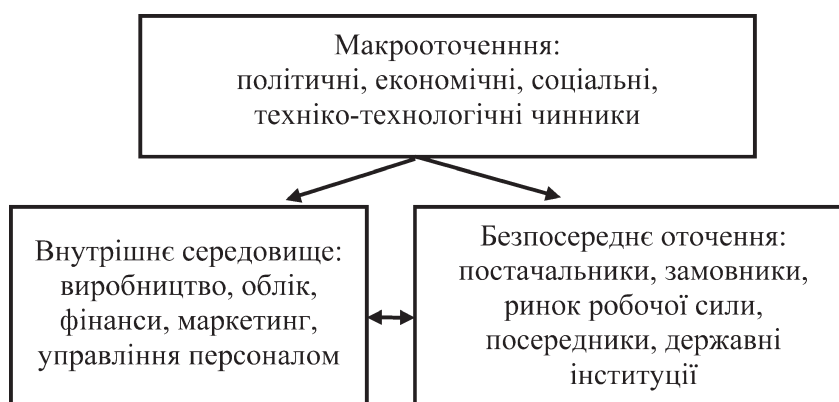 Макрооточенння:
політичні, економічні, соціальні,
техніко-технологічні чинники
Внутрішнє середовище:
виробництво, облік,
фінанси, маркетинг,
управління персоналом
Безпосереднє оточення:
постачальники, замовники,
ринок робочої сили,
посередники, державні
інституції